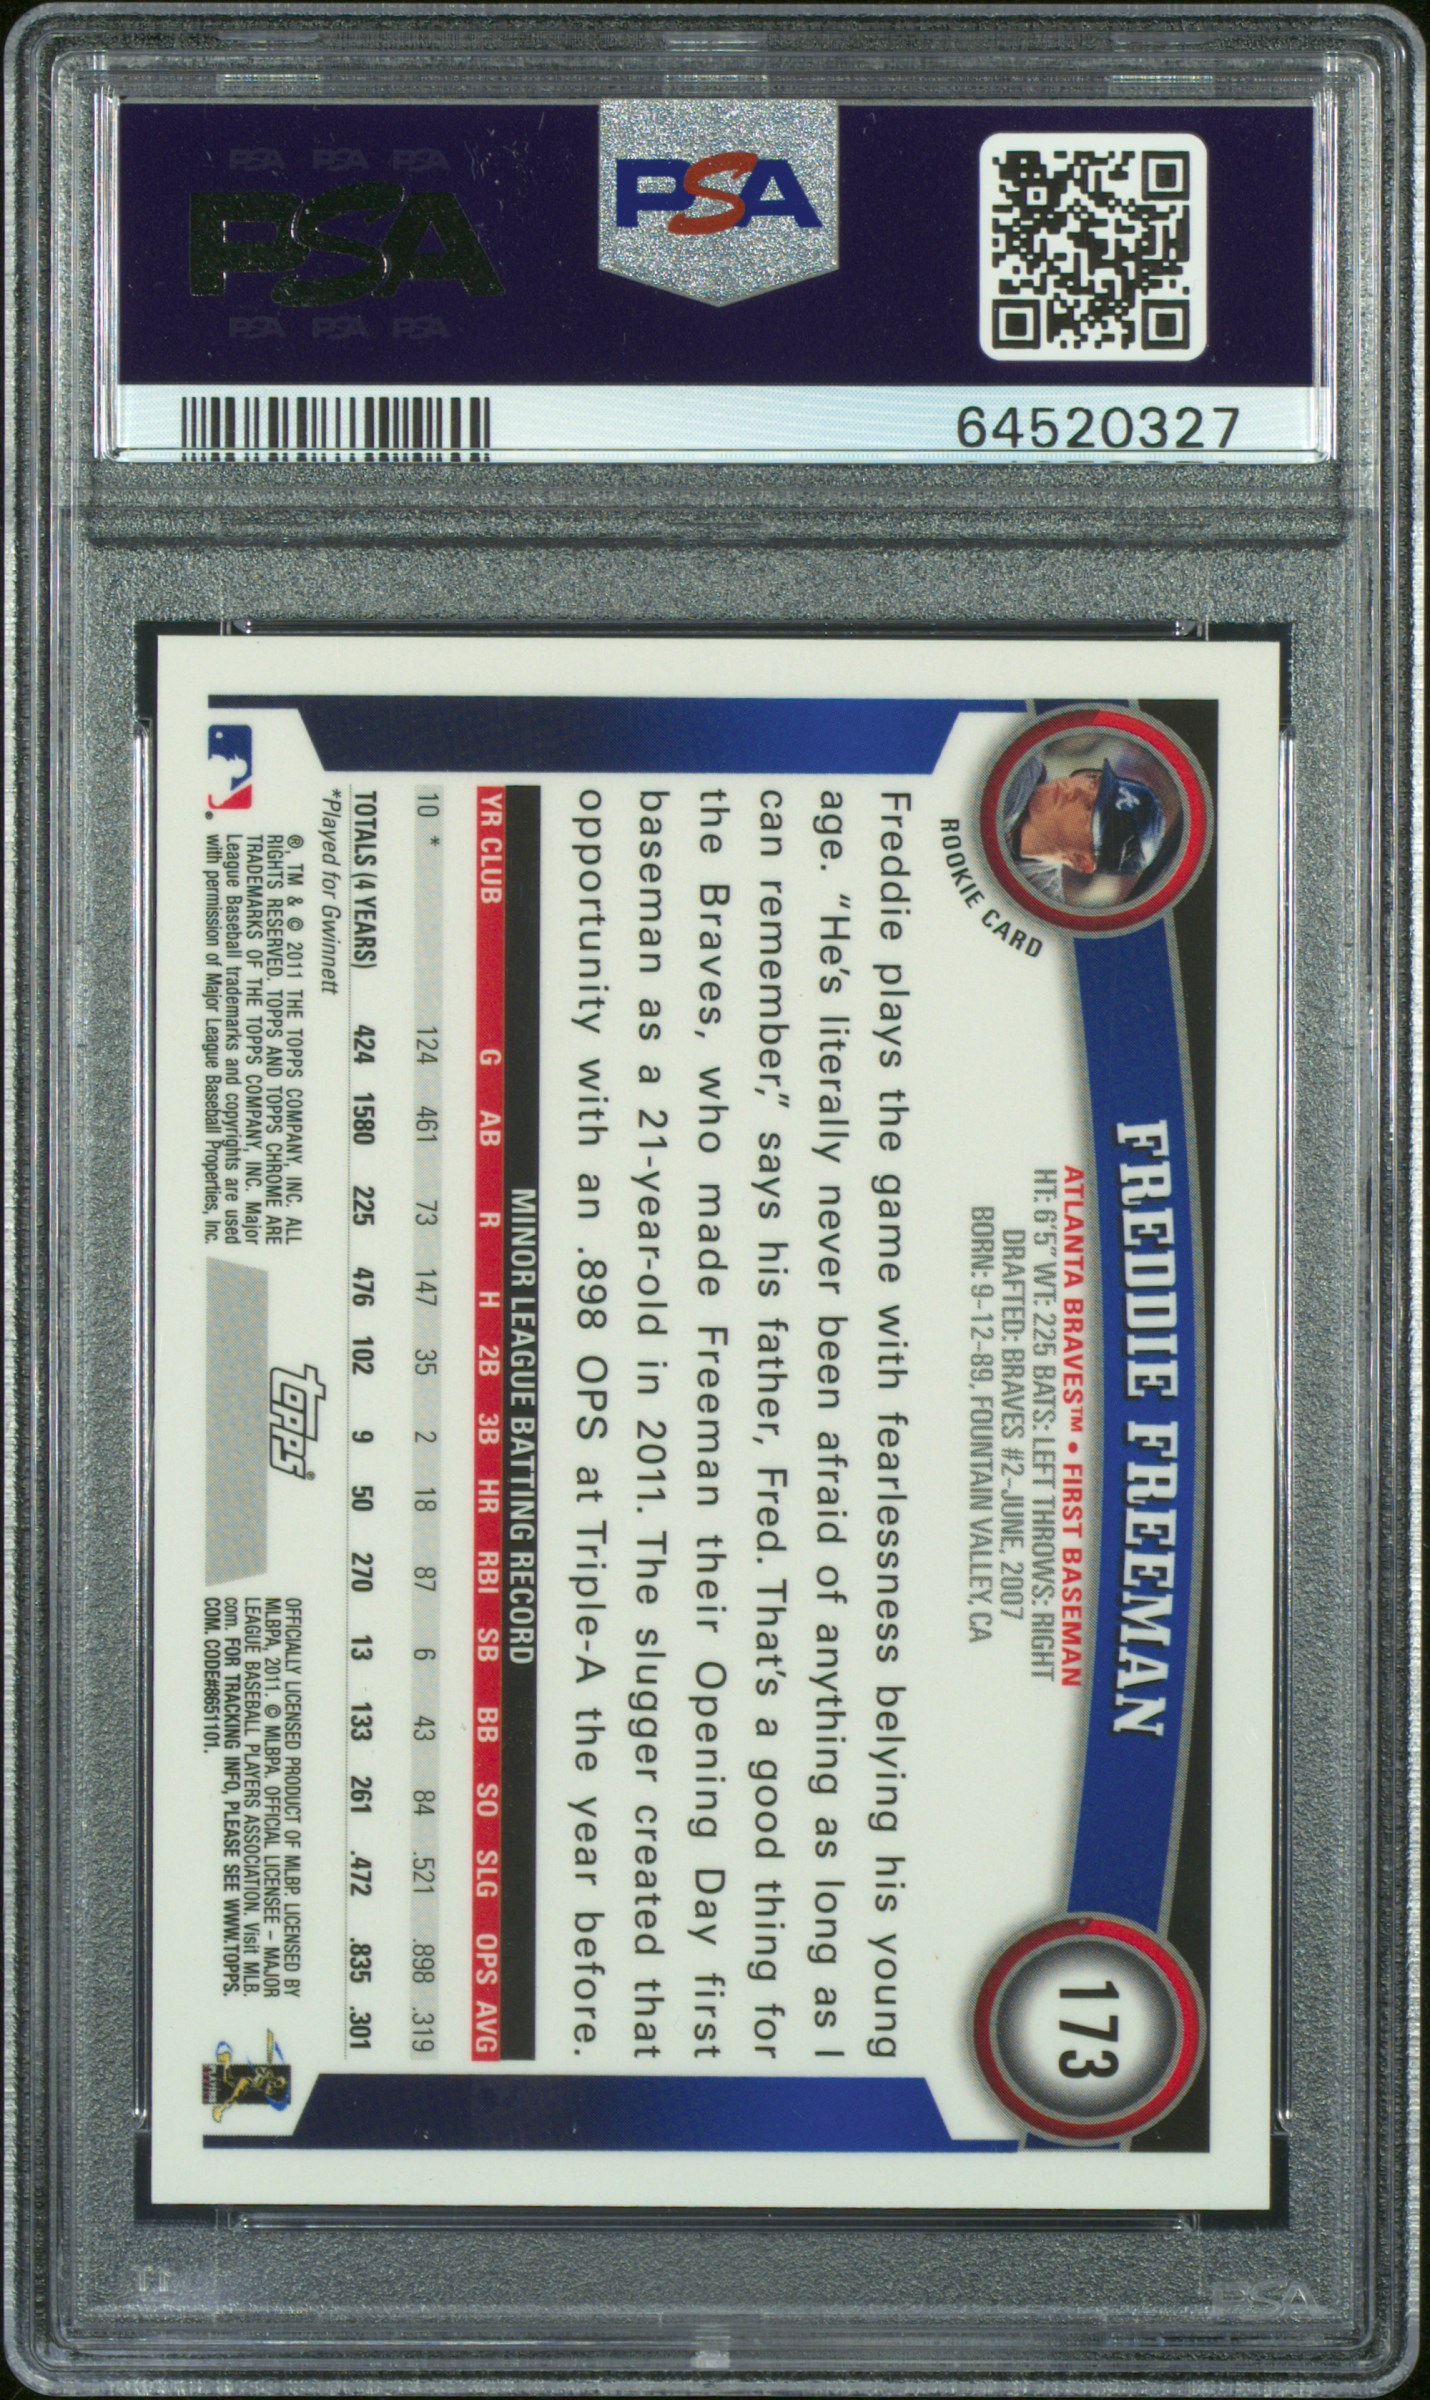 PSA PSA PSA
PSA
PSA PSA PSA
PSA
64520327
ROOKIE CARD
FREDDIE FREEMAN
173
ATLANTA BRAVES™ • FIRST BASEMAN
HT: 6'5" WT: 225 BATS: LEFT THROWS: RIGHT
DRAFTED: BRAVES #2-JUNE, 2007
BORN: 9-12-89, FOUNTAIN VALLEY, CA
Freddie plays the game with fearlessness belying his young
age. "He's literally never been afraid of anything as long as I
can remember," says his father, Fred. That's a good thing for
the Braves, who made Freeman their Opening Day first
baseman as a 21-year-old in 2011. The slugger created that
opportunity with an .898 OPS at Triple-A the year before.
MINOR LEAGUE BATTING RECORD
YR CLUB G AB R H 2B 3B HR RBI SB BB SO SLG OPS AVG
10 * 124 461 73 147 35 2 18 87 6 43 84 .521 .898 .319
TOTALS (4 YEARS) 424 1580 225 476 102 9 50 270 13 133 261 .472 .835 .301
*Played for Gwinnett
®, TM & © 2011 THE TOPPS COMPANY, INC. ALL
RIGHTS RESERVED. TOPPS AND TOPPS CHROME ARE
TRADEMARKS OF THE TOPPS COMPANY, INC. Major
League Baseball trademarks and copyrights are used
with permission of Major League Baseball Properties, Inc.
Topps®
OFFICIALLY LICENSED PRODUCT OF MLBP. LICENSED BY
MLBPA, 2011. © MLBPA. OFFICIAL LICENSEE – MAJOR
LEAGUE BASEBALL PLAYERS ASSOCIATION. Visit MLB.
com. FOR TRACKING INFO, PLEASE SEE WWW.TOPPS.
COM. CODE#8651101.
PSA